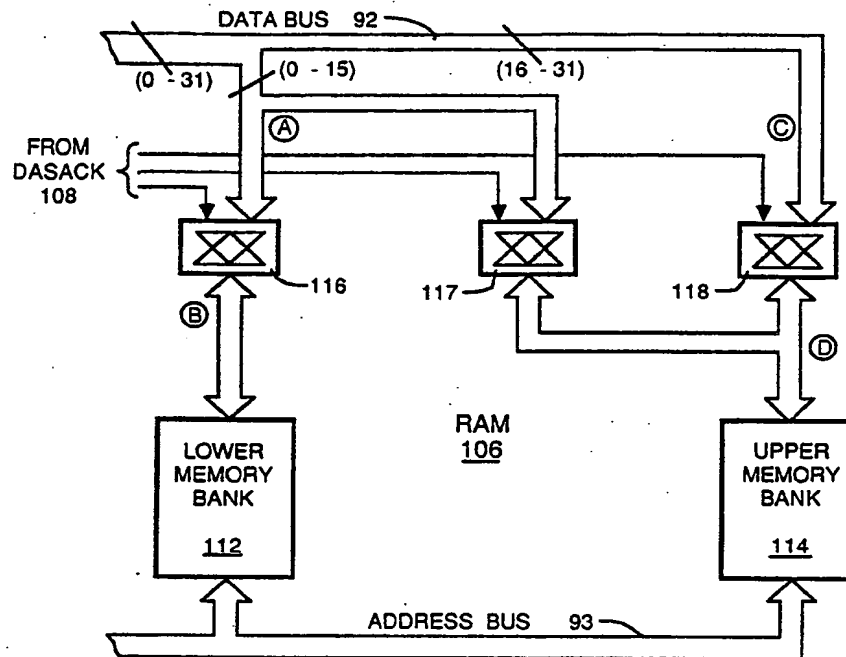 DATA BUS 92
(0 - 31)
(0 - 15)
(16 - 31)
A
C
FROM
DASACK
108
116
117
118
B
D
RAM
106
LOWER
MEMORY
BANK
112
UPPER
MEMORY
BANK
114
ADDRESS BUS 93